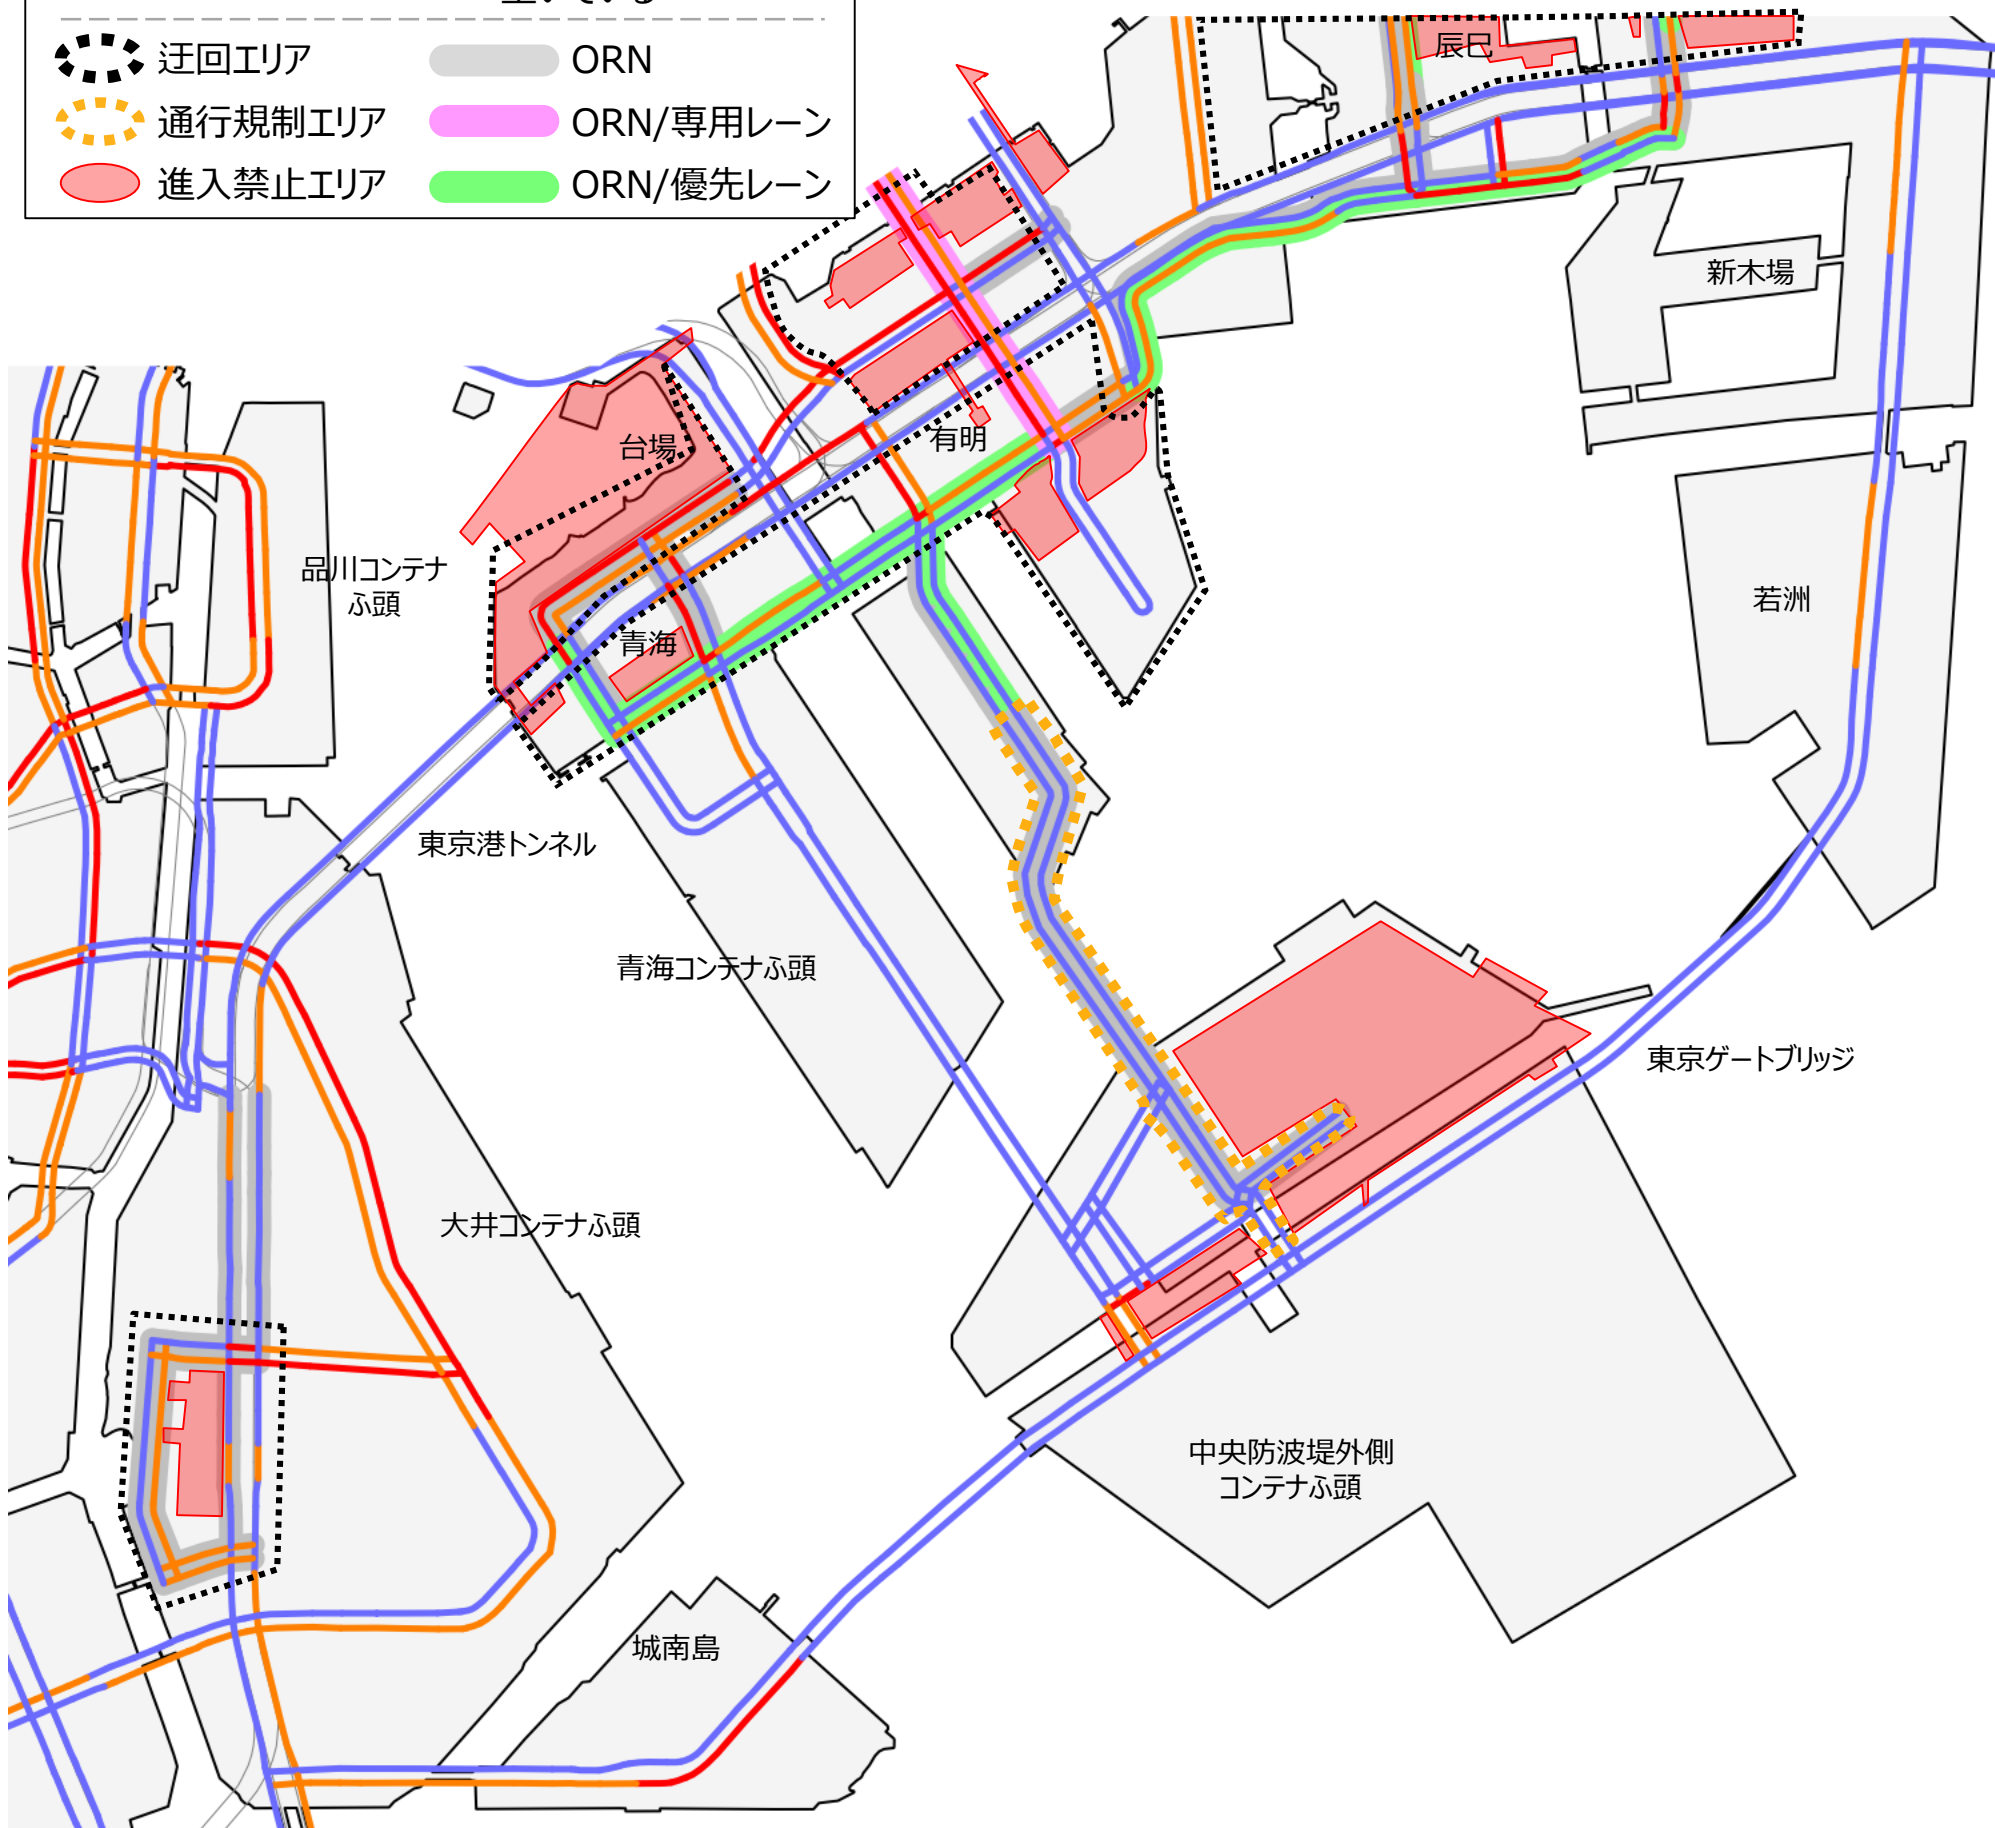 空いている
迂回エリア
ORN
通行規制エリア
ORN/専用レーン
進入禁止エリア
ORN/優先レーン
辰巳
新木場
台場
有明
品川コンテナ
ふ頭
若洲
青海
東京港トンネル
青海コンテナふ頭
東京ゲートブリッジ
大井コンテナふ頭
中央防波堤外側
コンテナふ頭
城南島